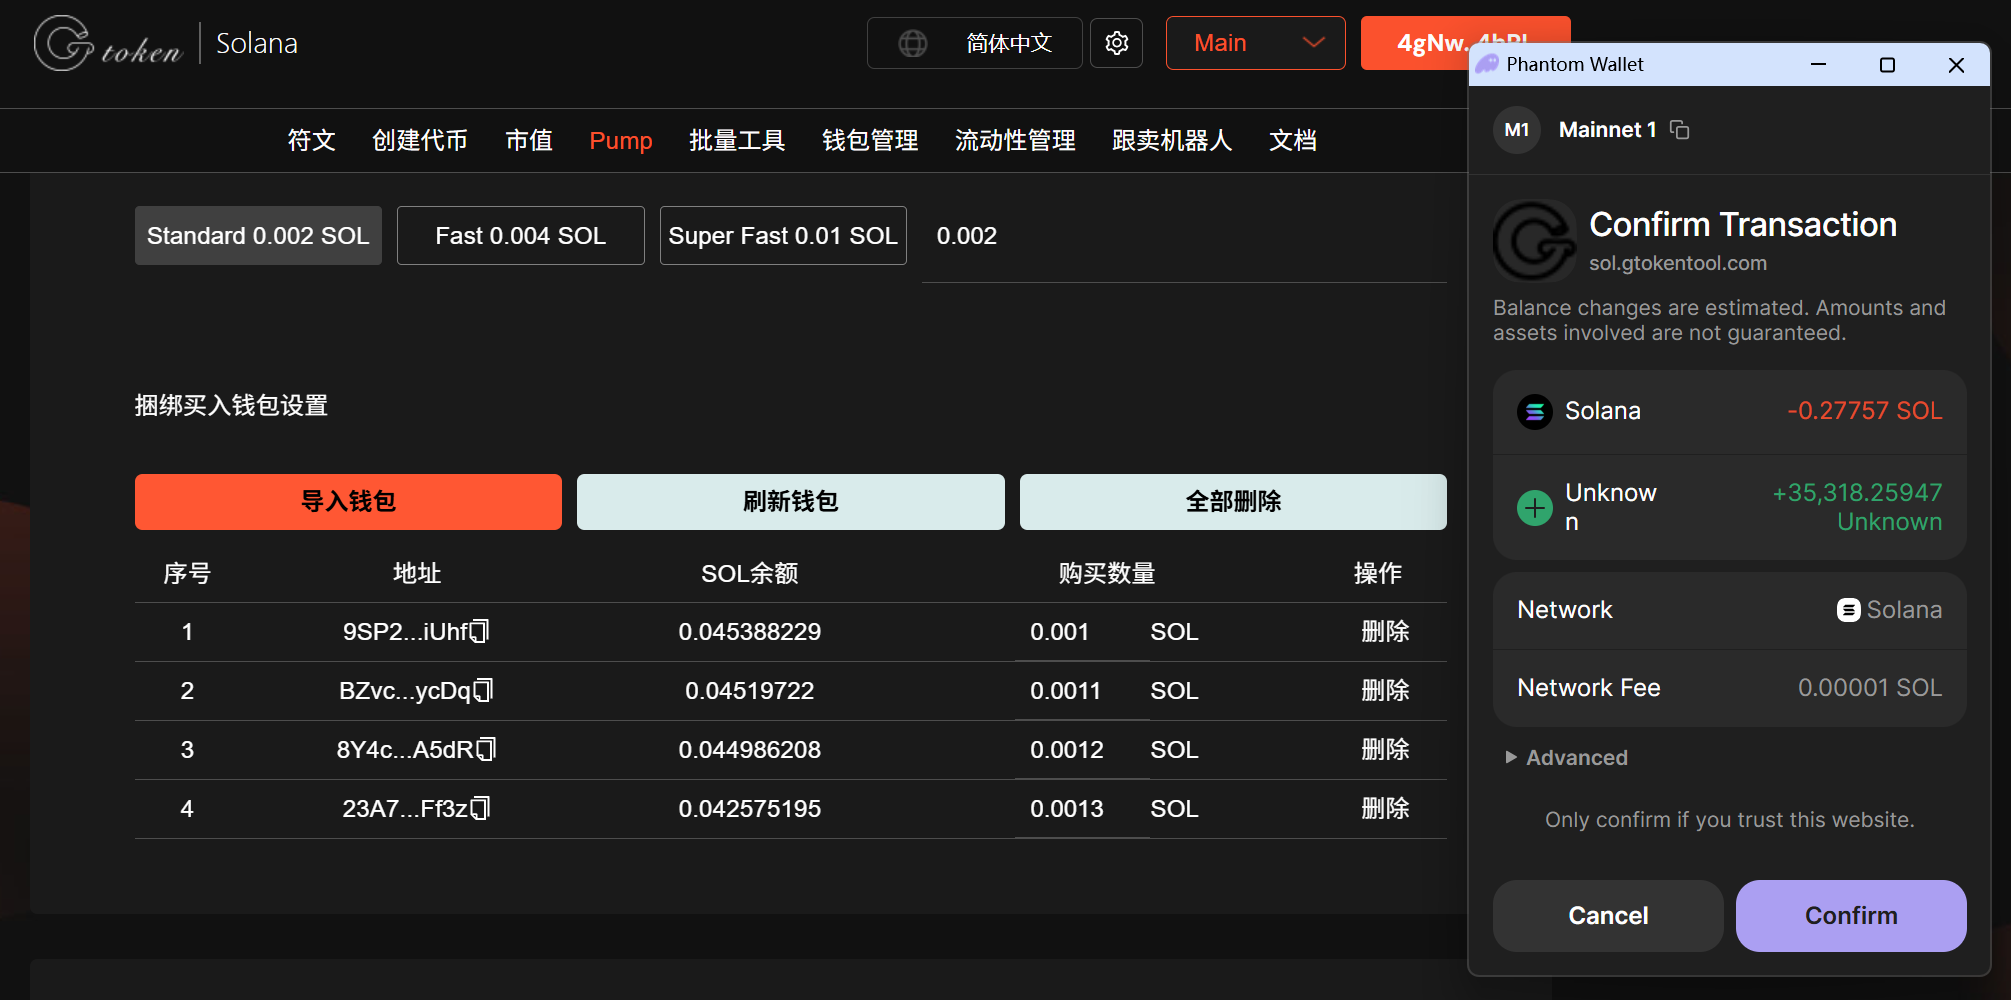 Gtoken
Solana
简体中文
Main
4gNw.
符文
创建代币
市值
Pump
批量工具
钱包管理
流动性管理
跟卖机器人
文档
Standard 0.002 SOL
Fast 0.004 SOL
Super Fast 0.01 SOL
0.002
捆绑买入钱包设置
导入钱包
刷新钱包
全部删除
序号 地址 SOL余额 购买数量 操作
1 9SP2...iUhf 0.045388229 0.001 SOL 删除
2 BZvc...ycDq 0.04519722 0.0011 SOL 删除
3 8Y4c...A5dR 0.044986208 0.0012 SOL 删除
4 23A7...Ff3z 0.042575195 0.0013 SOL 删除
Phantom Wallet
M1 Mainnet 1
Confirm Transaction
sol.gtokentool.com
Balance changes are estimated. Amounts and
assets involved are not guaranteed.
Solana -0.27757 SOL
Unknow
n
+35,318.25947
Unknown
Network Solana
Network Fee 0.00001 SOL
Advanced
Only confirm if you trust this website.
Cancel
Confirm